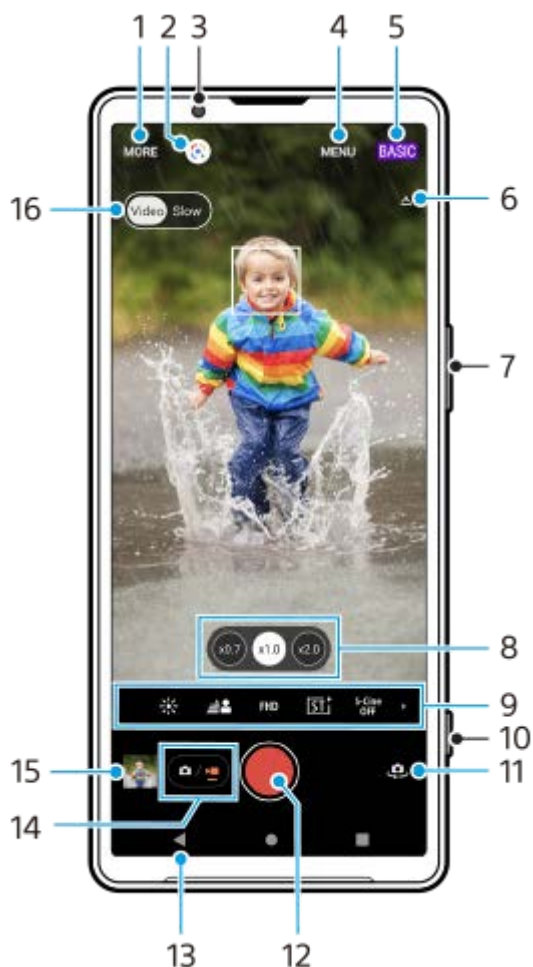 1 2 3 4 5
MORE MENU BASIC
16 Video Slow 6
7
x0.7 x1.0 x2.0 8
FHD ST+ S-Cine OFF 9
10
15 11
14
13 12